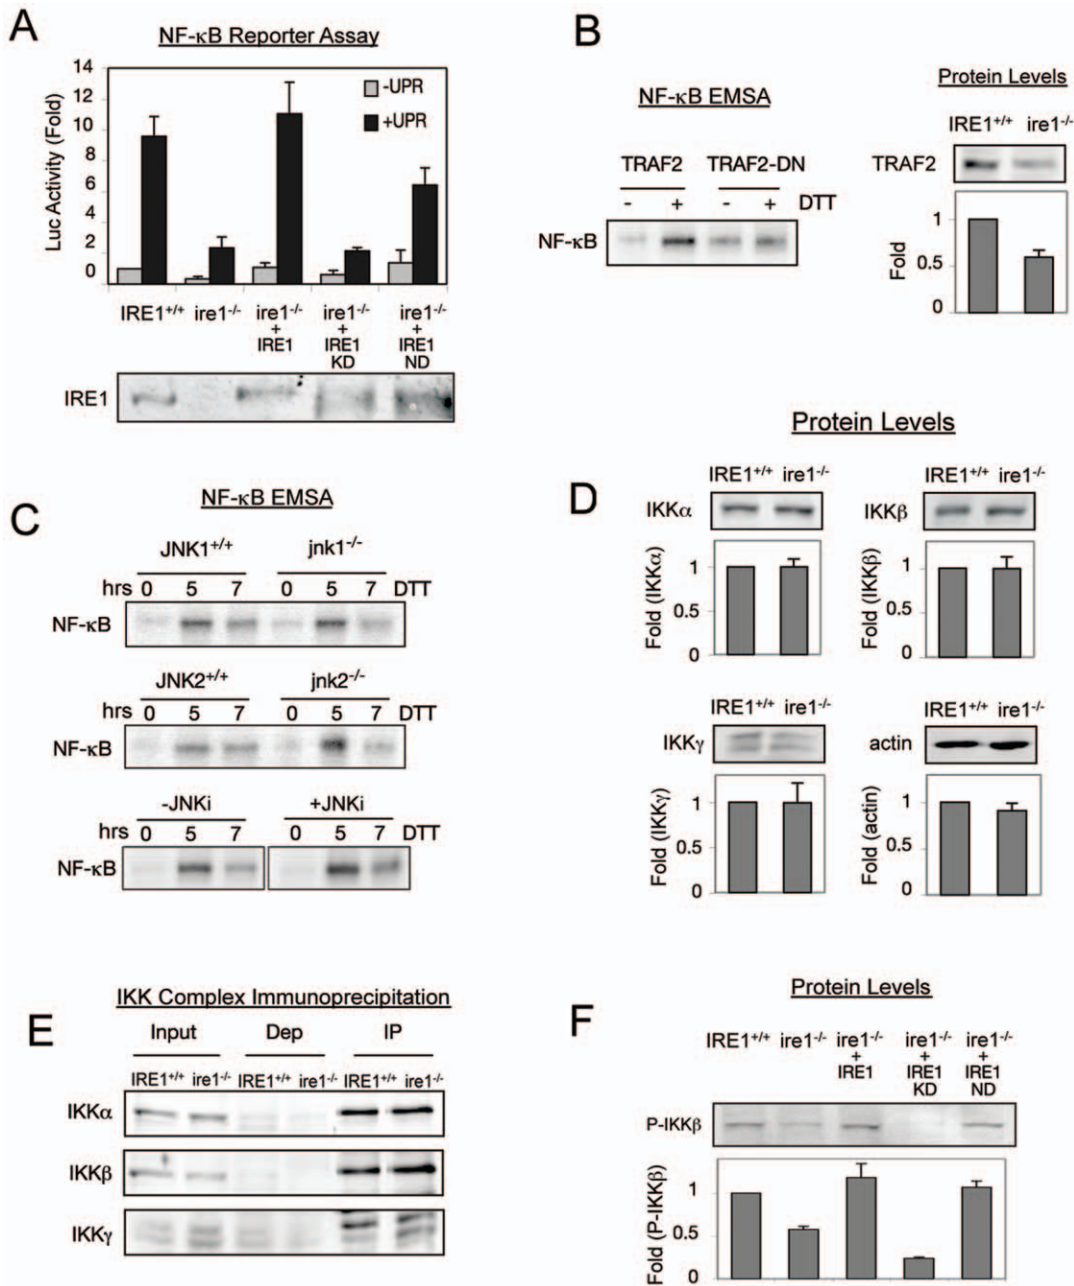 A
NF-κB Reporter Assay
Luc Activity (Fold)
14
12
10
8
6
4
2
0
-UPR
+UPR
IRE1+/+ ire1-/- ire1-/- + IRE1 ire1-/- + IRE1 KD ire1-/- + IRE1 ND
IRE1
B
NF-κB EMSA
TRAF2 TRAF2-DN
- + - + DTT
NF-κB
Protein Levels
IRE1+/+ ire1-/-
TRAF2
Fold
1
0.5
0
C
NF-κB EMSA
JNK1+/+ jnk1-/-
hrs 0 5 7 0 5 7 DTT
NF-κB
JNK2+/+ jnk2-/-
hrs 0 5 7 0 5 7 DTT
NF-κB
-JNKi +JNKi
hrs 0 5 7 0 5 7 DTT
NF-κB
Protein Levels
D
IRE1+/+ ire1-/-
IKKα
Fold (IKKα)
1
0.5
0
IRE1+/+ ire1-/-
IKKβ
Fold (IKKβ)
1
0.5
0
IRE1+/+ ire1-/-
IKKγ
Fold (IKKγ)
1
0.5
0
IRE1+/+ ire1-/-
actin
Fold (actin)
1
0.5
0
E
IKK Complex Immunoprecipitation
Input Dep IP
IRE1+/+ ire1-/- IRE1+/+ ire1-/- IRE1+/+ ire1-/-
IKKα
IKKβ
IKKγ
F
Protein Levels
IRE1+/+ ire1-/- ire1-/- + IRE1 ire1-/- + IRE1 KD ire1-/- + IRE1 ND
P-IKKβ
Fold (P-IKKβ)
1
0.5
0